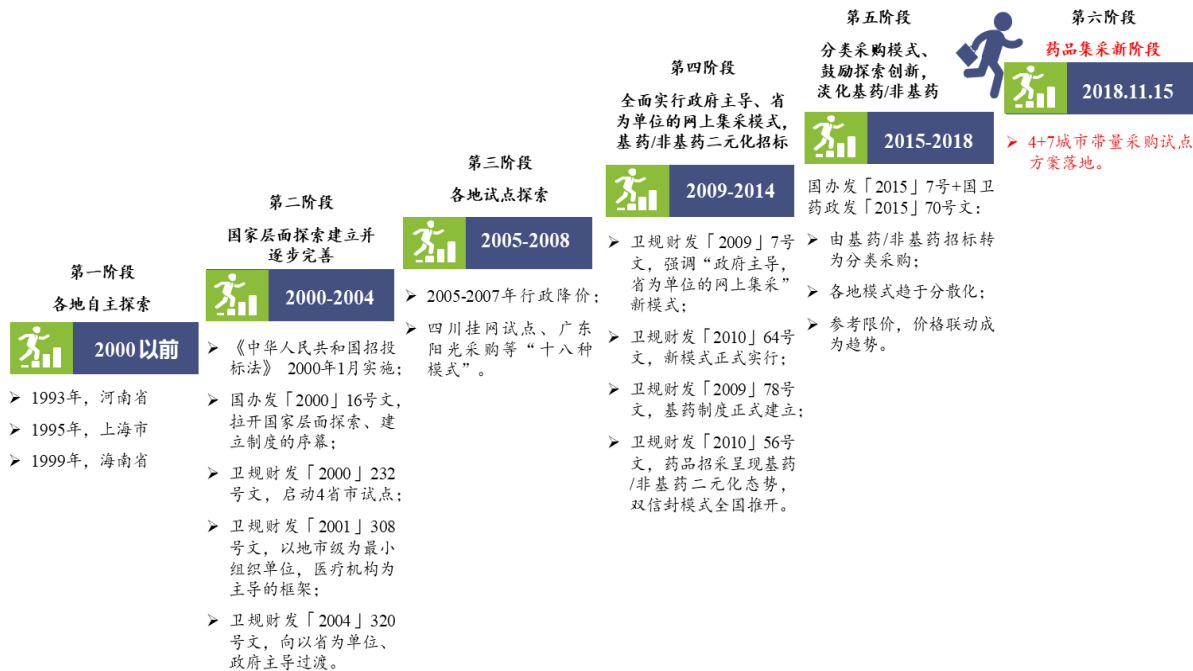 第一阶段
各地自主探索
2000以前
➢ 1993年，河南省
➢ 1995年，上海市
➢ 1999年，海南省
第二阶段
国家层面探索建立并
逐步完善
2000-2004
➢ 《中华人民共和国招投
标法》 2000年1月实施；
➢ 国办发「2000」16号文，
拉开国家层面探索、建
立制度的序幕；
➢ 卫规财发「2000」232
号文，启动4省市试点；
➢ 卫规财发「2001」308
号文，以地市级为最小
组织单位，医疗机构为
主导的框架；
➢ 卫规财发「2004」320
号文，向以省为单位、
政府主导过渡。
第三阶段
各地试点探索
2005-2008
➢ 2005-2007年行政降价；
➢ 四川挂网试点、广东
阳光采购等“十八种
模式”。
第四阶段
全面实行政府主导、省
为单位的网上集采模式，
基药/非基药二元化招标
2009-2014
➢ 卫规财发「2009」7号
文，强调“政府主导，
省为单位的网上集采”
新模式；
➢ 卫规财发「2010」64号
文，新模式正式实行；
➢ 卫规财发「2009」78号
文，基药制度正式建立；
➢ 卫规财发「2010」56号
文，药品招采呈现基药
/非基药二元化态势，
双信封模式全国推开。
第五阶段
分类采购模式、
鼓励探索创新，
淡化基药/非基药
2015-2018
国办发「2015」7号+国卫
药政发「2015」70号文：
➢ 由基药/非基药招标转
为分类采购；
➢ 各地模式趋于分散化；
➢ 参考限价，价格联动成
为趋势。
第六阶段
药品集采新阶段
2018.11.15
➢ 4+7城市带量采购试点
方案落地。